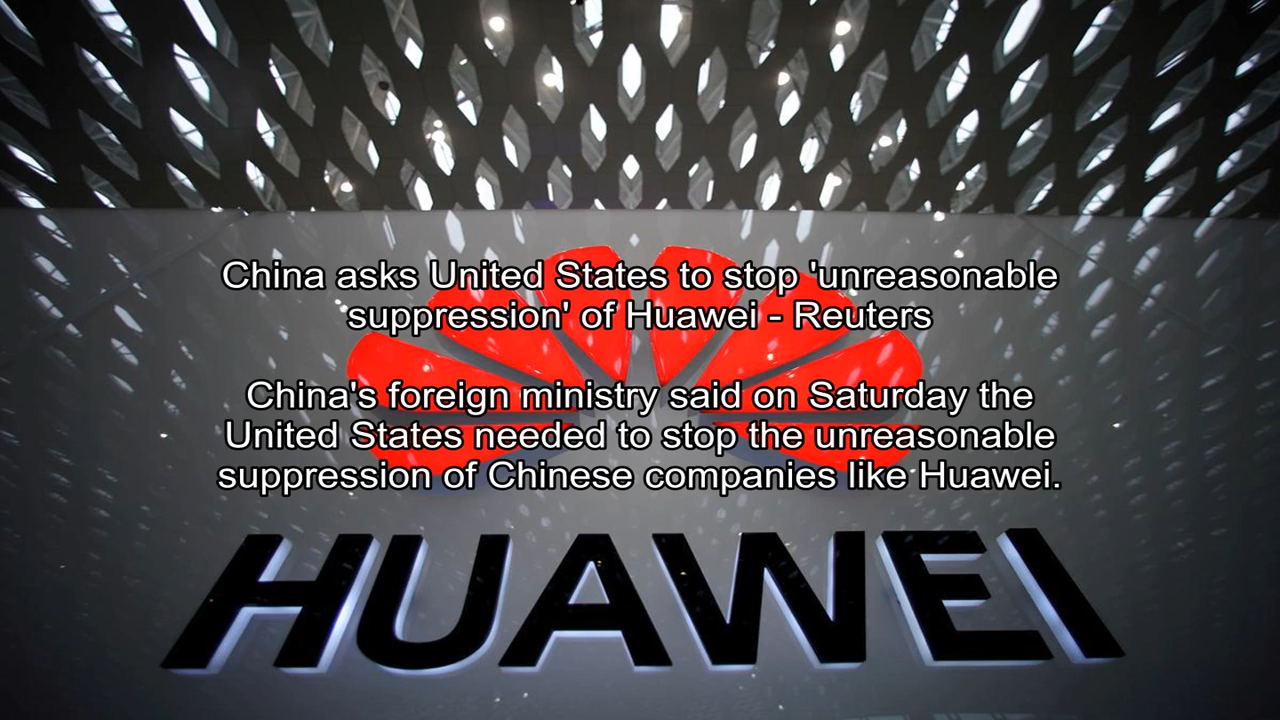 China asks United States to stop 'unreasonable
suppression' of Huawei - Reuters
China's foreign ministry said on Saturday the
United States needed to stop the unreasonable
suppression of Chinese companies like Huawei.
HUAWEI